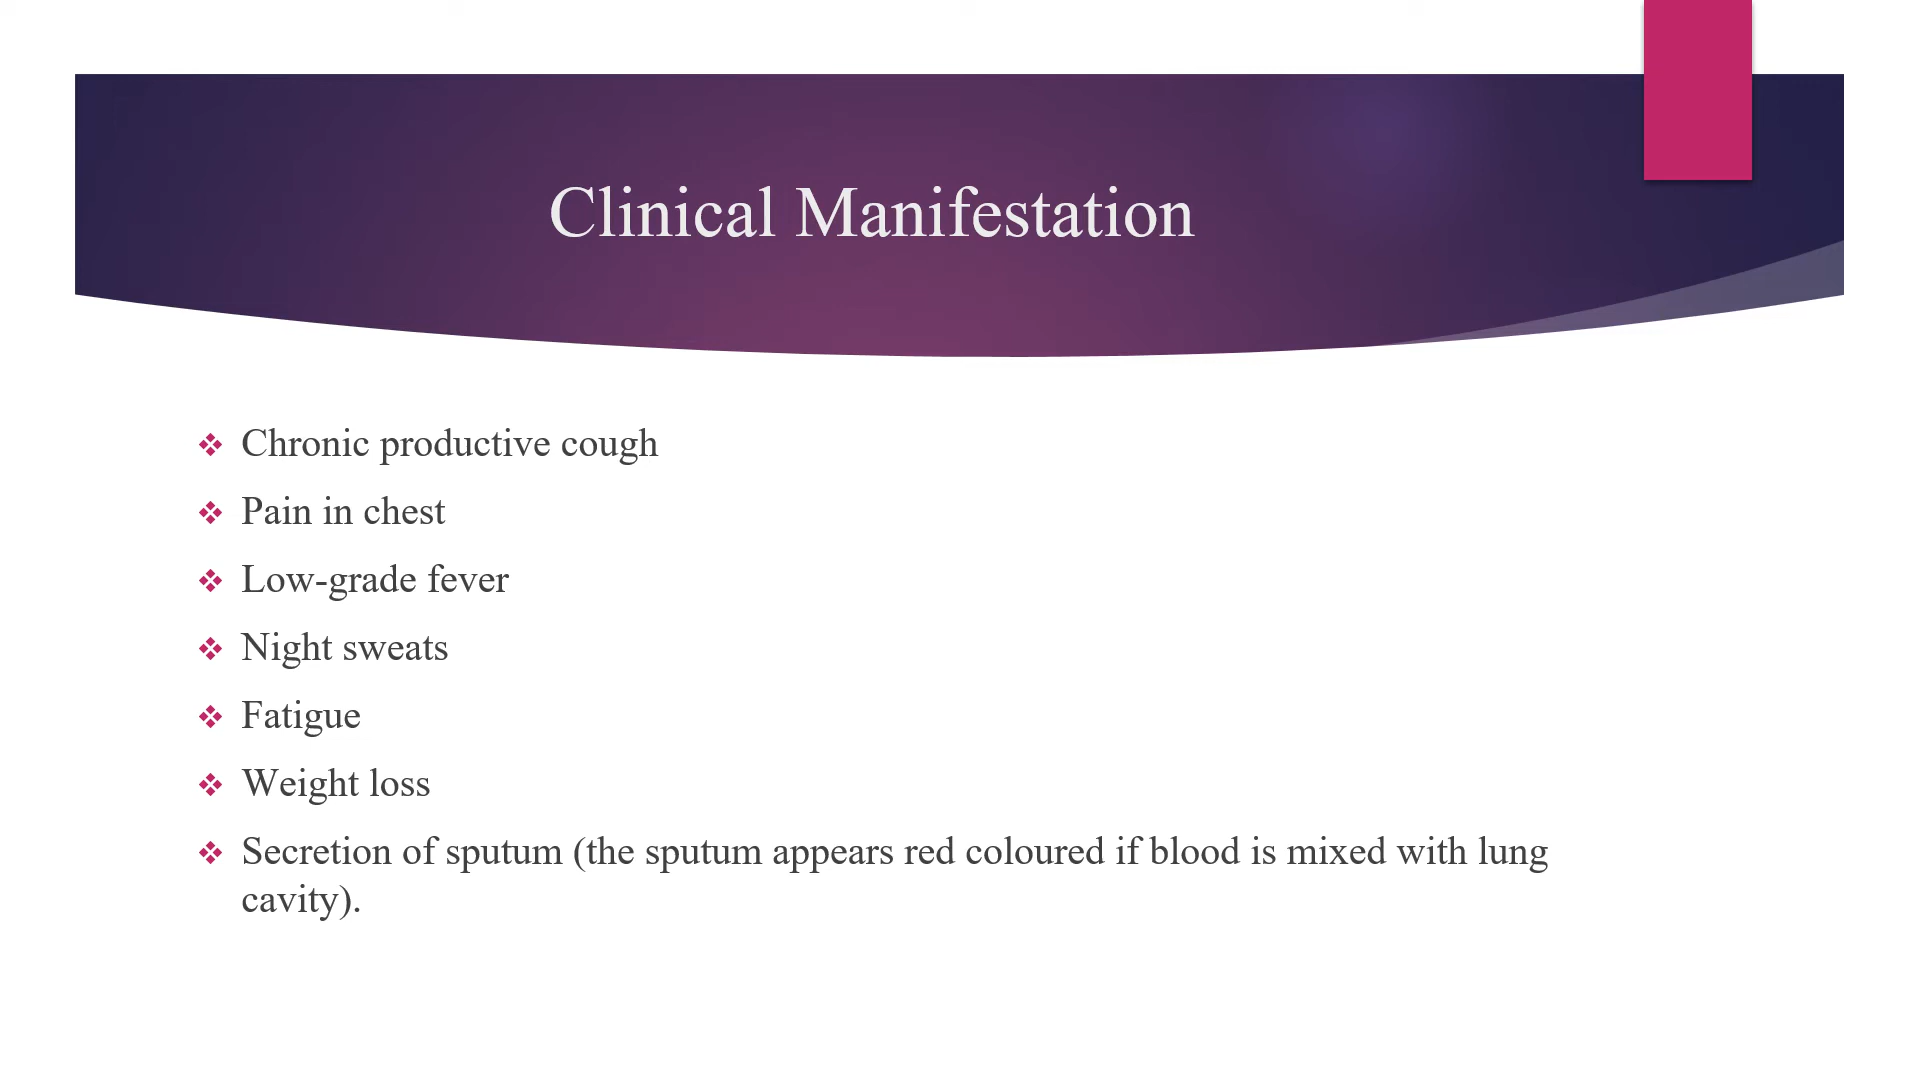 Clinical Manifestation
❖ Chronic productive cough
❖ Pain in chest
❖ Low-grade fever
❖ Night sweats
❖ Fatigue
❖ Weight loss
❖ Secretion of sputum (the sputum appears red coloured if blood is mixed with lung
cavity).